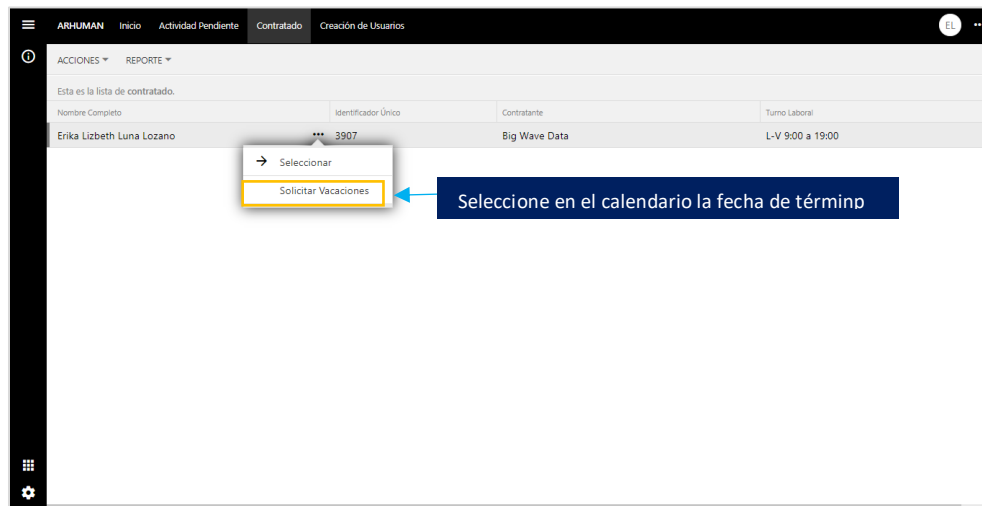 ARHUMAN Inicio Actividad Pendiente Contratado Creación de Usuarios EL
ACCIONES REPORTE
Esta es la lista de contratado.
Nombre Completo Identificador Único Contratante Turno Laboral
Erika Lizbeth Luna Lozano ••• 3907 Big Wave Data L-V 9:00 a 19:00
Seleccionar
Solicitar Vacaciones
Seleccione en el calendario la fecha de término